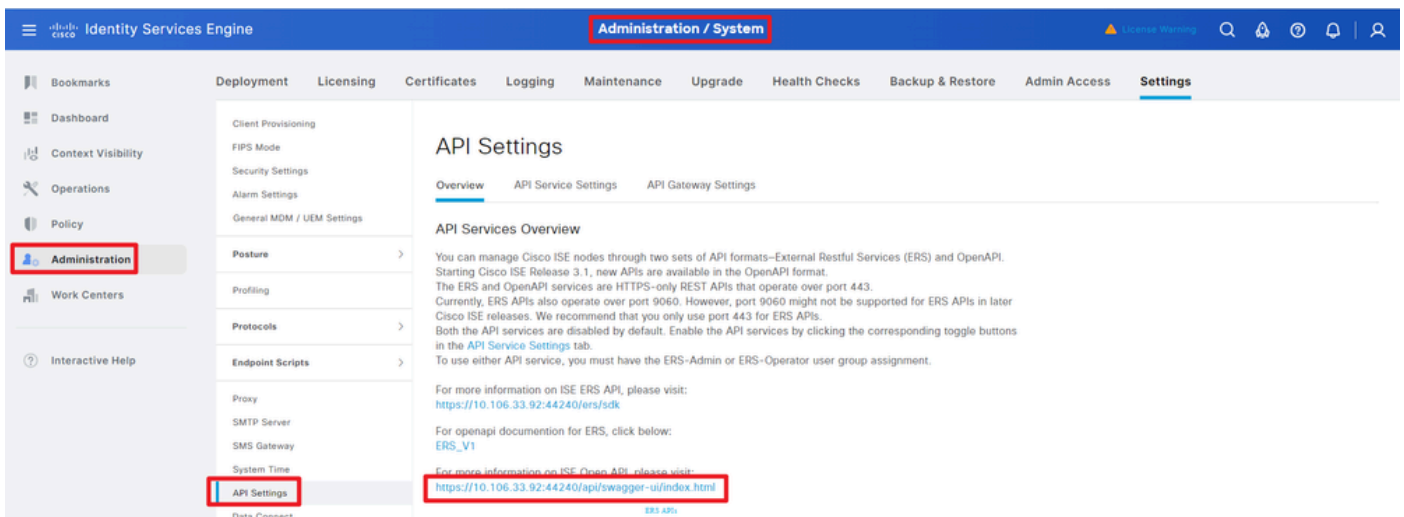 cisco Identity Services Engine
Administration / System
License Warning
Bookmarks
Dashboard
Context Visibility
Operations
Policy
Administration
Work Centers
Interactive Help
Deployment Licensing Certificates Logging Maintenance Upgrade Health Checks Backup & Restore Admin Access Settings
Client Provisioning
FIPS Mode
Security Settings
Alarm Settings
General MDM / UEM Settings
Posture
Profiling
Protocols
Endpoint Scripts
Proxy
SMTP Server
SMS Gateway
System Time
API Settings
Data Connect
API Settings
Overview API Service Settings API Gateway Settings
API Services Overview
You can manage Cisco ISE nodes through two sets of API formats–External Restful Services (ERS) and OpenAPI.
Starting Cisco ISE Release 3.1, new APIs are available in the OpenAPI format.
The ERS and OpenAPI services are HTTPS-only REST APIs that operate over port 443.
Currently, ERS APIs also operate over port 9060. However, port 9060 might not be supported for ERS APIs in later
Cisco ISE releases. We recommend that you only use port 443 for ERS APIs.
Both the API services are disabled by default. Enable the API services by clicking the corresponding toggle buttons
in the API Service Settings tab.
To use either API service, you must have the ERS-Admin or ERS-Operator user group assignment.
For more information on ISE ERS API, please visit:
https://10.106.33.92:44240/ers/sdk
For openapi documention for ERS, click below:
ERS_V1
For more information on ISE Open API, please visit:
https://10.106.33.92:44240/api/swagger-ui/index.html
ERS APIs